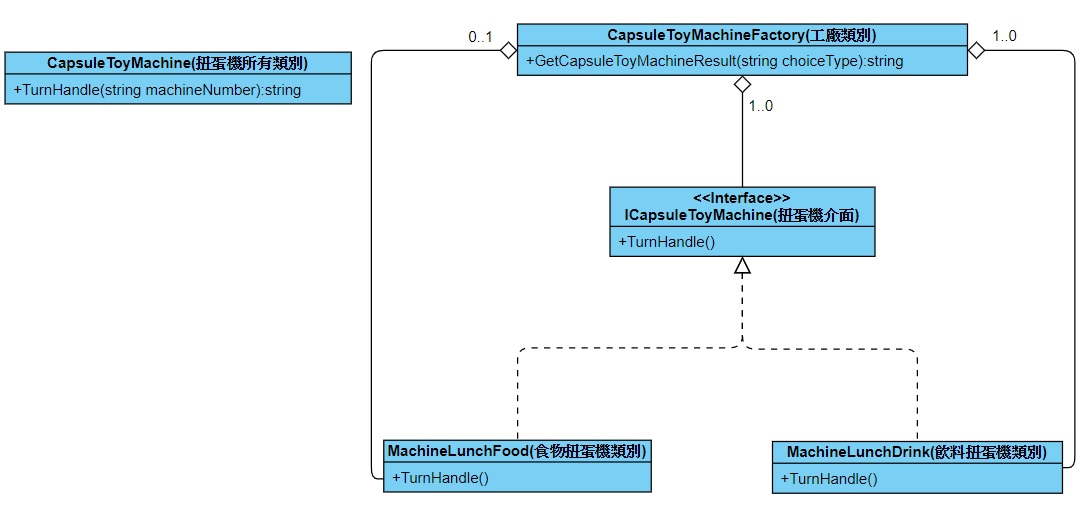 CapsuleToyMachine(扭蛋機所有類別)
+TurnHandle(string machineNumber):string
0..1
CapsuleToyMachineFactory(工廠類別)
+GetCapsuleToyMachineResult(string choiceType):string
1..0
1..0
<<Interface>>
ICapsuleToyMachine(扭蛋機介面)
+TurnHandle()
MachineLunchFood(食物扭蛋機類別)
+TurnHandle()
MachineLunchDrink(飲料扭蛋機類別)
+TurnHandle()